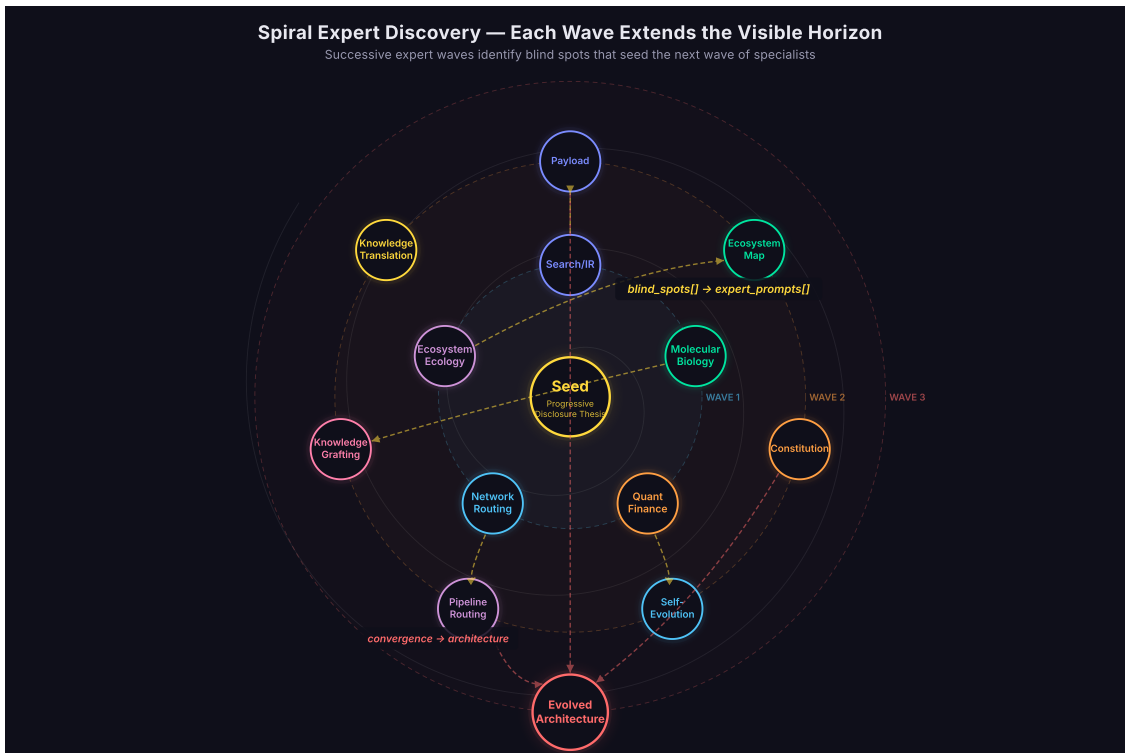 Spiral Expert Discovery — Each Wave Extends the Visible Horizon
Successive expert waves identify blind spots that seed the next wave of specialists
Payload
Knowledge
Translation
Ecosystem
Map
Search/IR
blind_spots[] → expert_prompts[]
Ecosystem
Ecology
Molecular
Biology
Seed
Progressive
Disclosure Thesis
WAVE 1
WAVE 2
WAVE 3
Knowledge
Grafting
Constitution
Network
Routing
Quant
Finance
Pipeline
Routing
Self-
Evolution
convergence → architecture
Evolved
Architecture